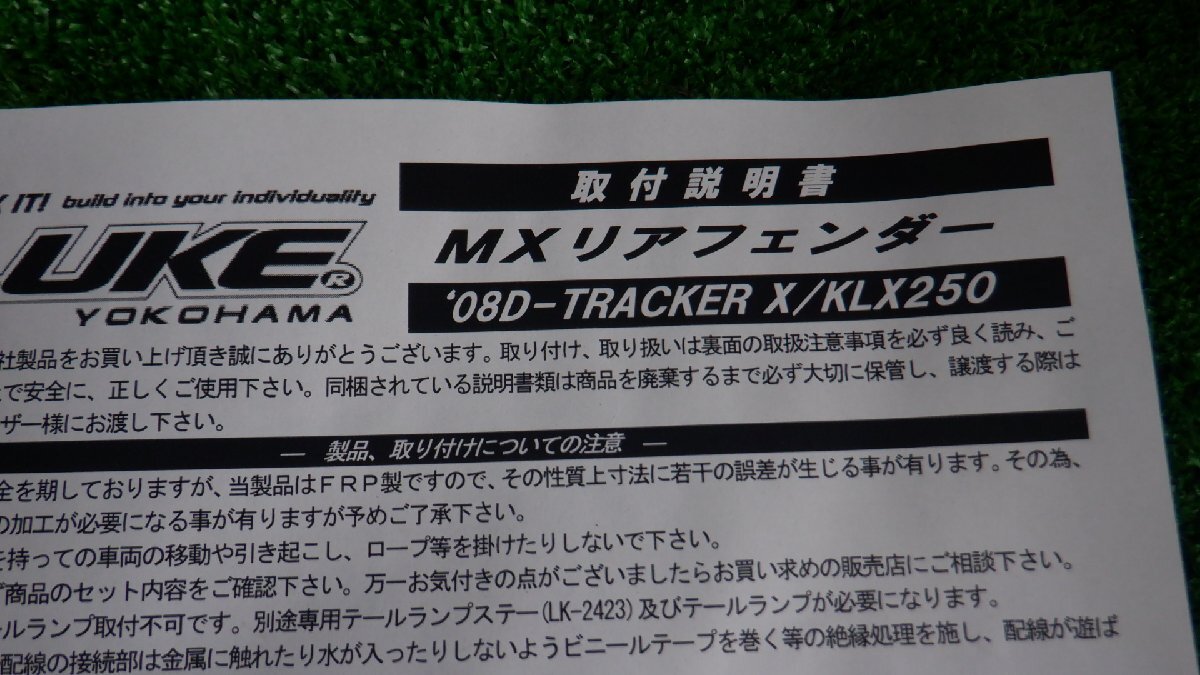 IT! build into your individuality
UKE®
YOKOHAMA
取付説明書
MXリアフェンダー
'08D-TRACKER X/KLX250
社製品をお買い上げ頂き誠にありがとうございます。取り付け、取り扱いは裏面の取扱注意事項を必ず良く読み、ご
で安全に、正しくご使用下さい。同梱されている説明書類は商品を廃棄するまで必ず大切に保管し、譲渡する際は
ザー様にお渡し下さい。
― 製品、取り付けについての注意 ―
全を期しておりますが、当製品はFRP製ですので、その性質上寸法に若干の誤差が生じる事が有ります。その為、
の加工が必要になる事が有りますが予めご了承下さい。
を持っての車両の移動や引き起こし、ロープ等を掛けたりしないで下さい。
ず商品のセット内容をご確認下さい。万一お気付きの点がございましたらお買い求めの販売店にご相談下さい。
ールランプ取付不可です。別途専用テールランプステー(LK-2423)及びテールランプが必要になります。
配線の接続部は金属に触れたり水が入ったりしないようビニールテープを巻く等の絶縁処理を施し、配線が遊ば